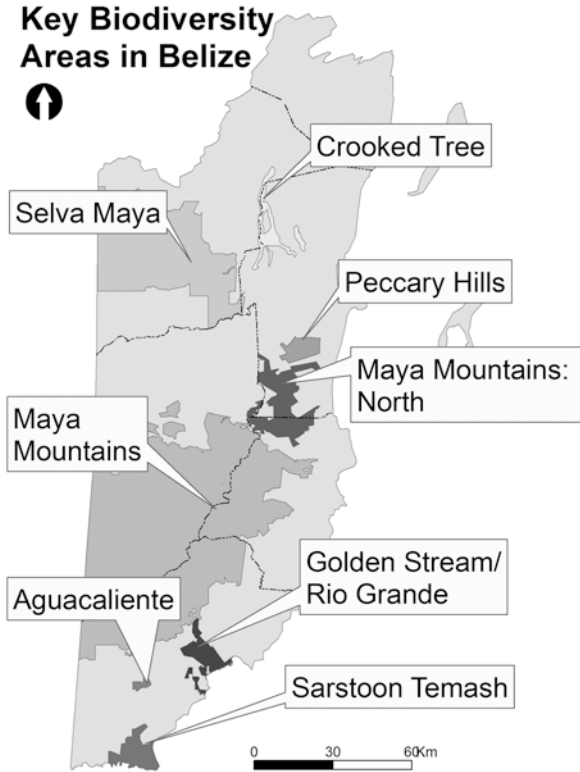 Key Biodiversity
Areas in Belize
Crooked Tree
Selva Maya
Peccary Hills
Maya Mountains:
North
Maya
Mountains
Golden Stream/
Rio Grande
Aguacaliente
Sarstoon Temash
0 30 60Km